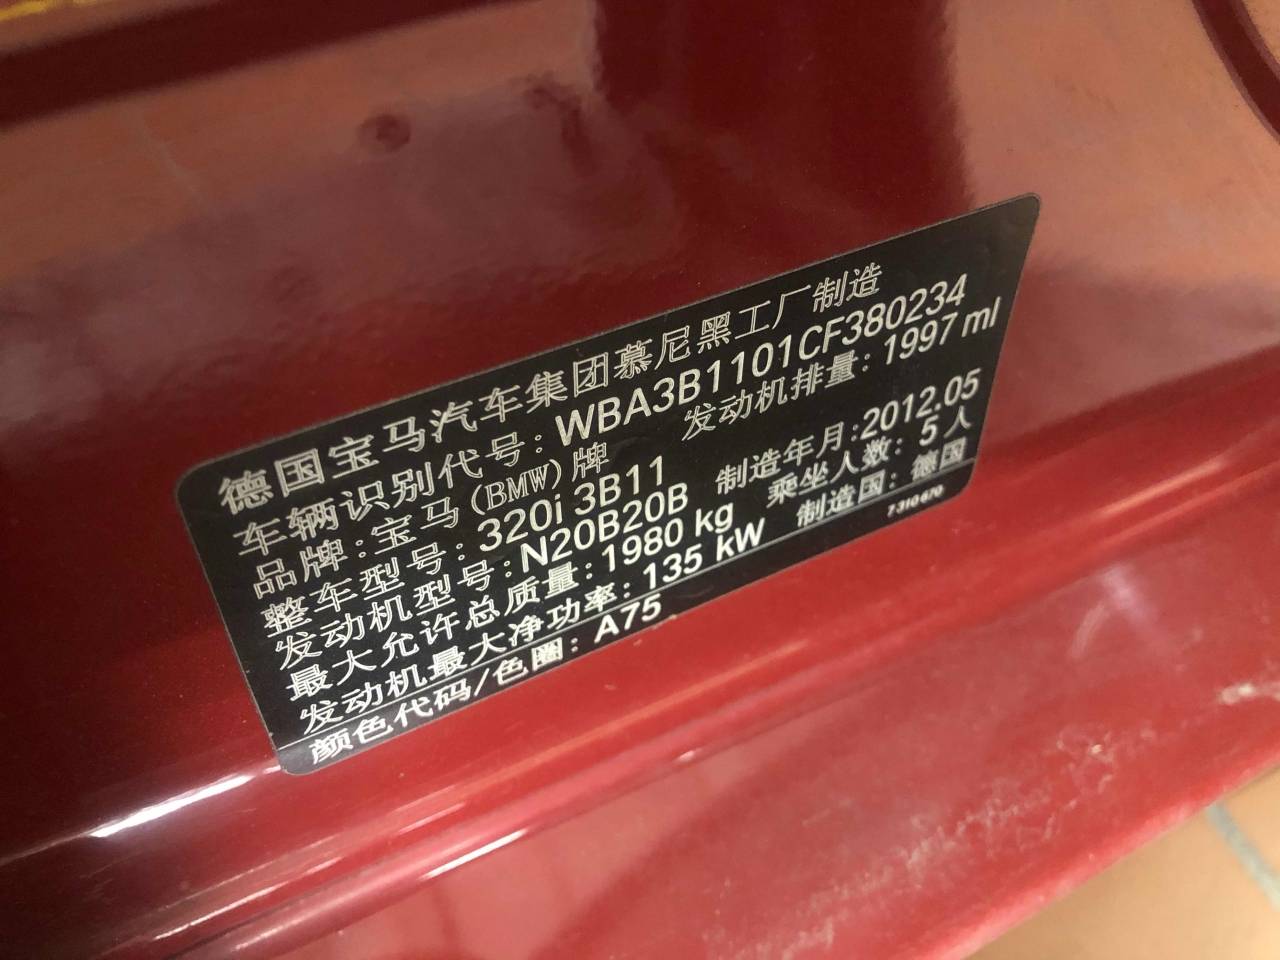 德国宝马汽车集团慕尼黑工厂制造
车辆识别代号: WBA3B1101CF380234
品牌:宝马(BMW)牌 发动机排量: 1997 ml
整车型号: 320i 3B11
发动机型号: N20B20B 制造年月:2012.05
最大允许总质量: 1980 kg 乘坐人数: 5 人
发动机最大净功率: 135 kW 制造国: 德国
颜色代码/色圈: A75 7 310 670